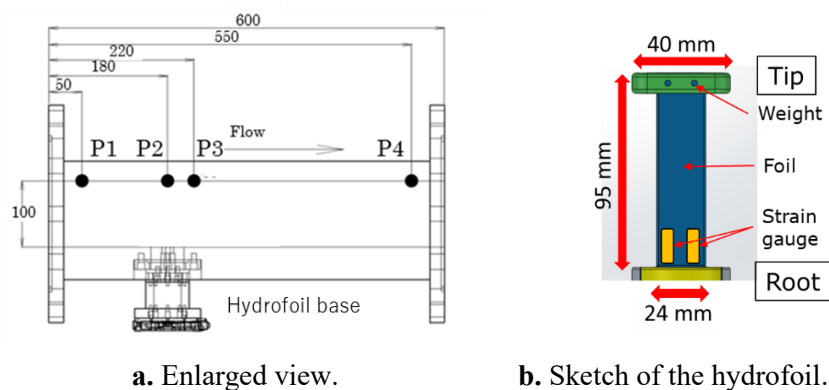 600
550
220
180
50
Flow
P1
P2
P3
P4
100
Hydrofoil base
40 mm
Tip
Weight
95 mm
Foil
Strain
gauge
Root
24 mm
a. Enlarged view.
b. Sketch of the hydrofoil.